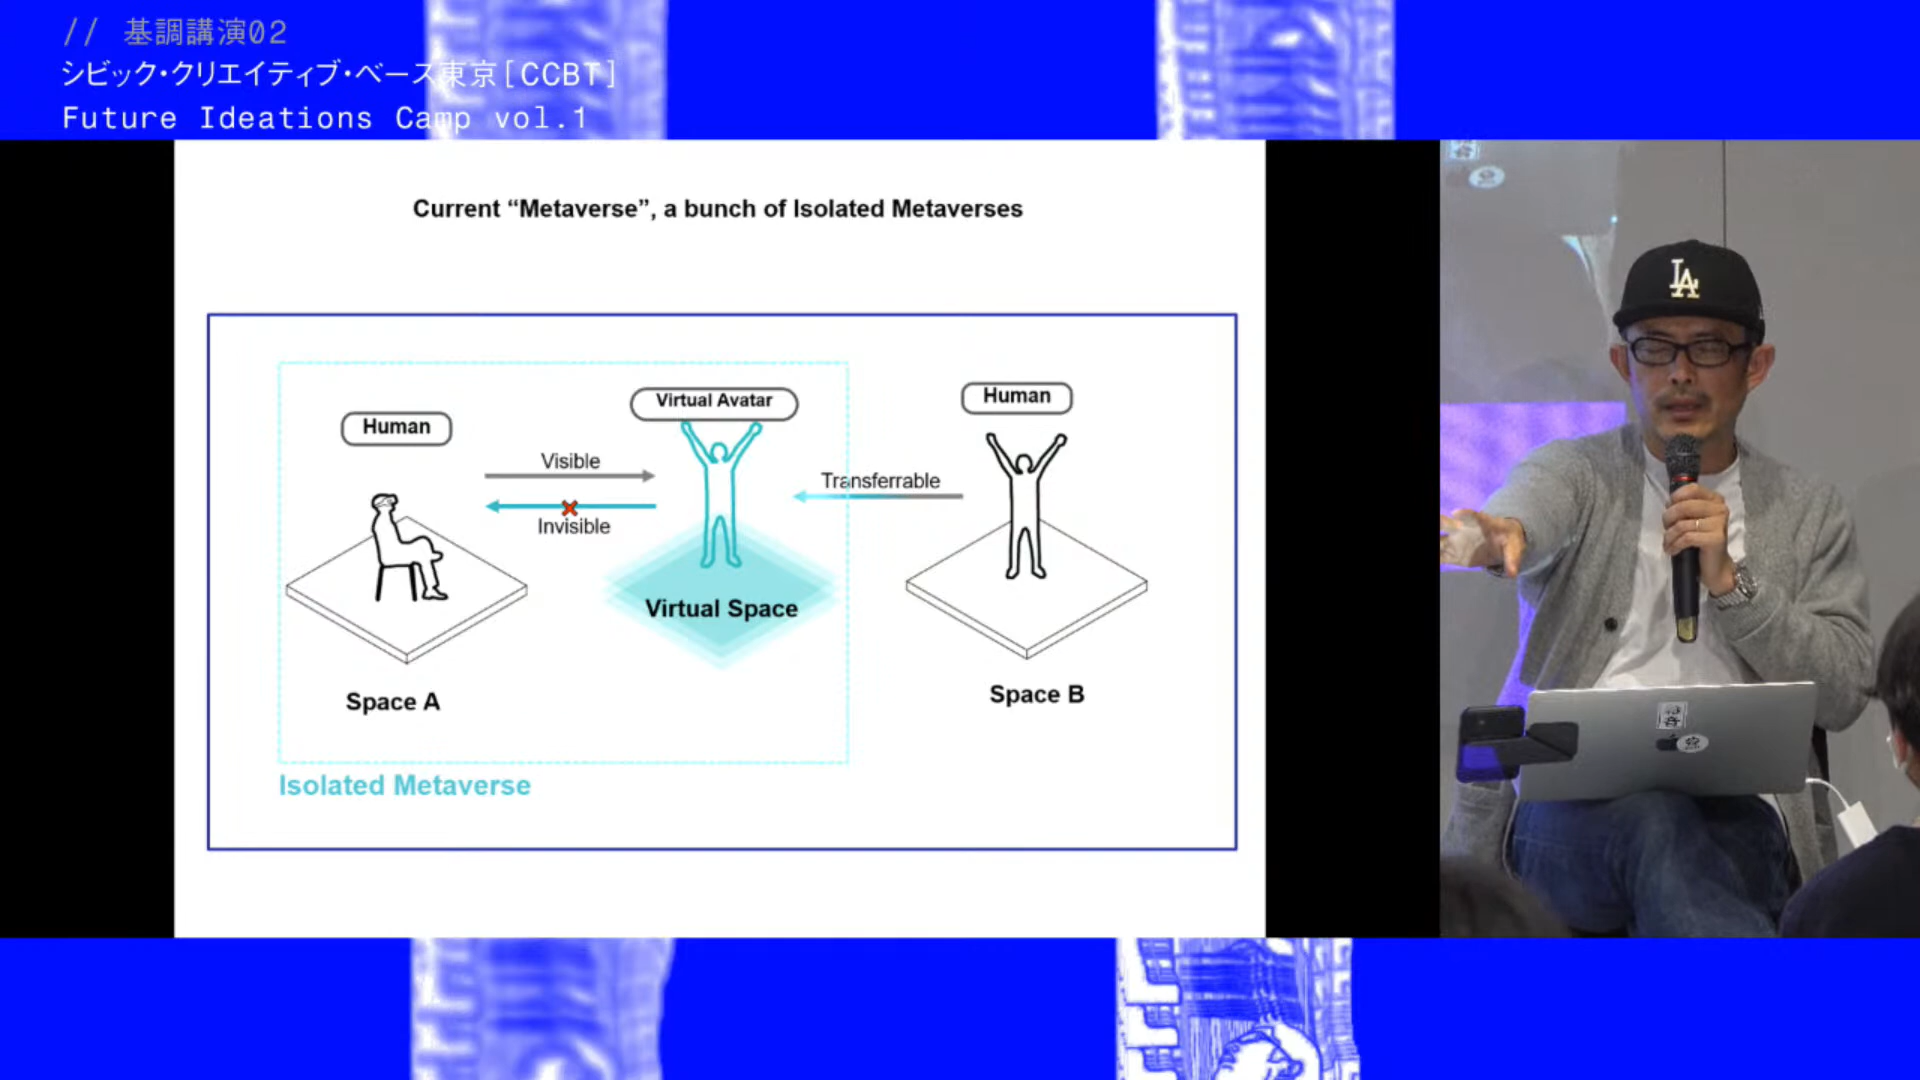 // 基調講演02
シビック・クリエイティブ・ベース東京[CCBT]
Future Ideations Camp vol.1
Current “Metaverse”, a bunch of Isolated Metaverses
Human
Virtual Avatar
Human
Visible
Invisible
Transferrable
Virtual Space
Space A
Space B
Isolated Metaverse
LA